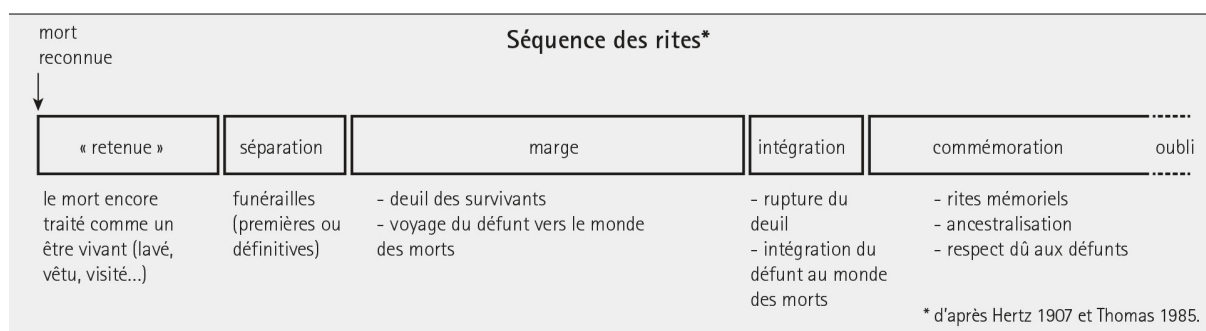 mort
reconnue
Séquence des rites*
« retenue »
séparation
marge
intégration
commémoration
oubli
le mort encore
traité comme un
être vivant (lavé,
vêtu, visité...)
funérailles
(premières ou
définitives)
- deuil des survivants
- voyage du défunt vers le monde
des morts
- rupture du
deuil
- intégration du
défunt au monde
des morts
- rites mémoriels
- ancestralisation
- respect dû aux défunts
* d'après Hertz 1907 et Thomas 1985.